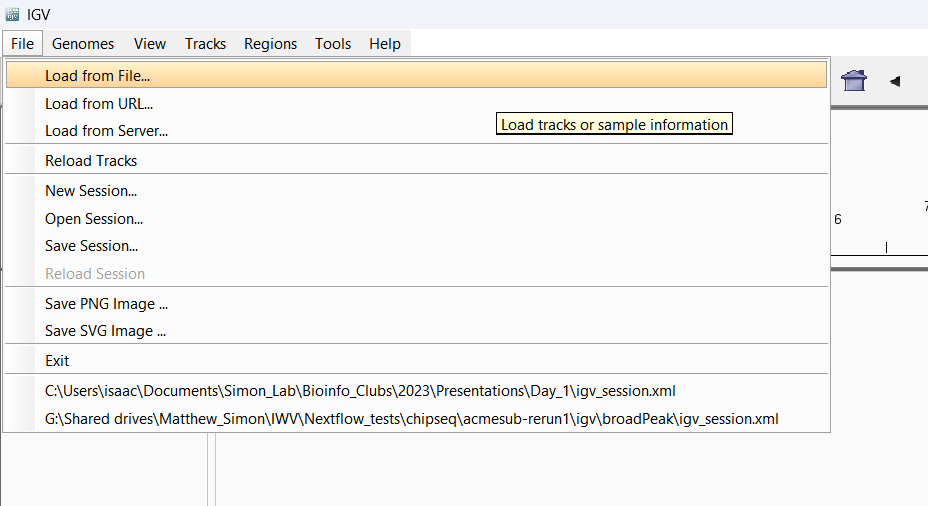 IGV
File Genomes View Tracks Regions Tools Help
Load from File...
Load from URL...
Load tracks or sample information
Load from Server...
Reload Tracks
New Session...
Open Session...
6 7
Save Session...
Reload Session
Save PNG Image ...
Save SVG Image ...
Exit
C:\Users\isaac\Documents\Simon_Lab\Bioinfo_Clubs\2023\Presentations\Day_1\igv_session.xml
G:\Shared drives\Matthew_Simon\IWV\Nextflow_tests\chipseq\acmesub-rerun1\igv\broadPeak\igv_session.xml